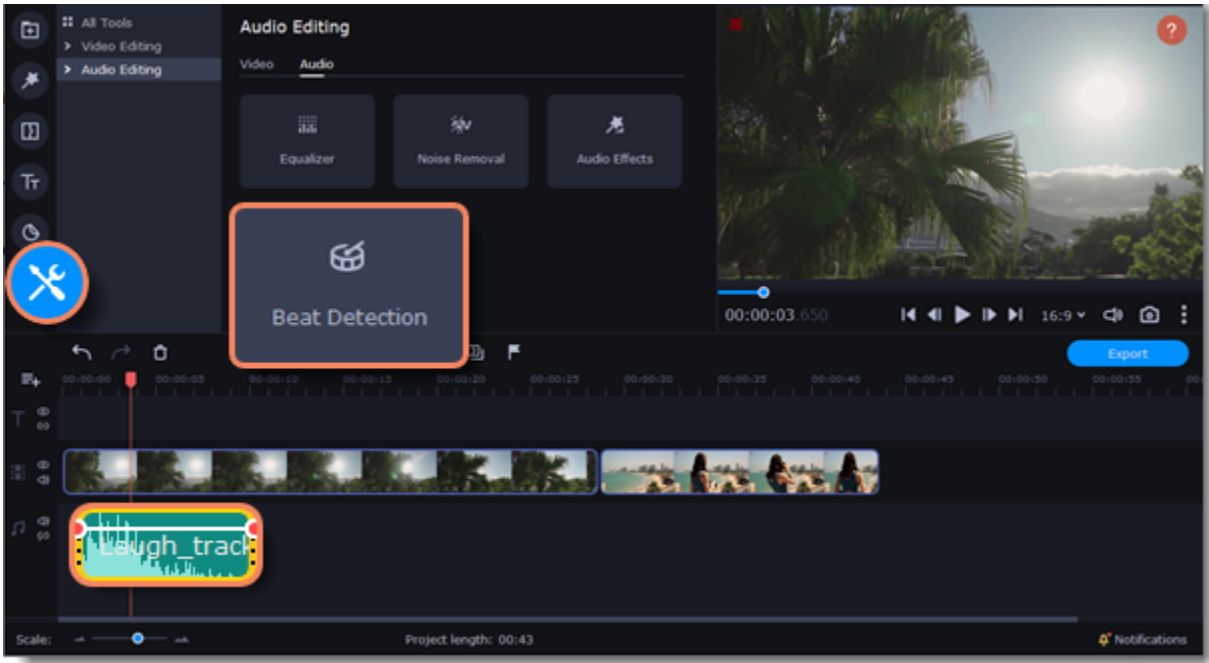 All Tools
Video Editing
Audio Editing
Audio Editing
Video Audio
Equalizer
Noise Removal
Audio Effects
Beat Detection
?
00:00:03.650
16:9
Export
00:00:00 00:00:05 00:00:10 00:00:15 00:00:20 00:00:25 00:00:30 00:00:35 00:00:40 00:00:45 00:00:50 00:00:55 00:
Laugh_track
Scale:
Project length: 00:43
Notifications